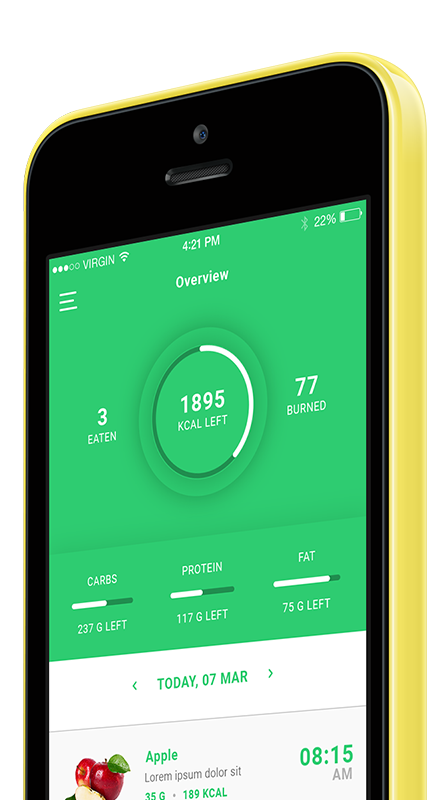 VIRGIN
4:21 PM
22%
Overview
3
EATEN
1895
KCAL LEFT
77
BURNED
CARBS
237 G LEFT
PROTEIN
117 G LEFT
FAT
75 G LEFT
‹ TODAY, 07 MAR ›
Apple
Lorem ipsum dolor sit
35 G • 189 KCAL
08:15
AM